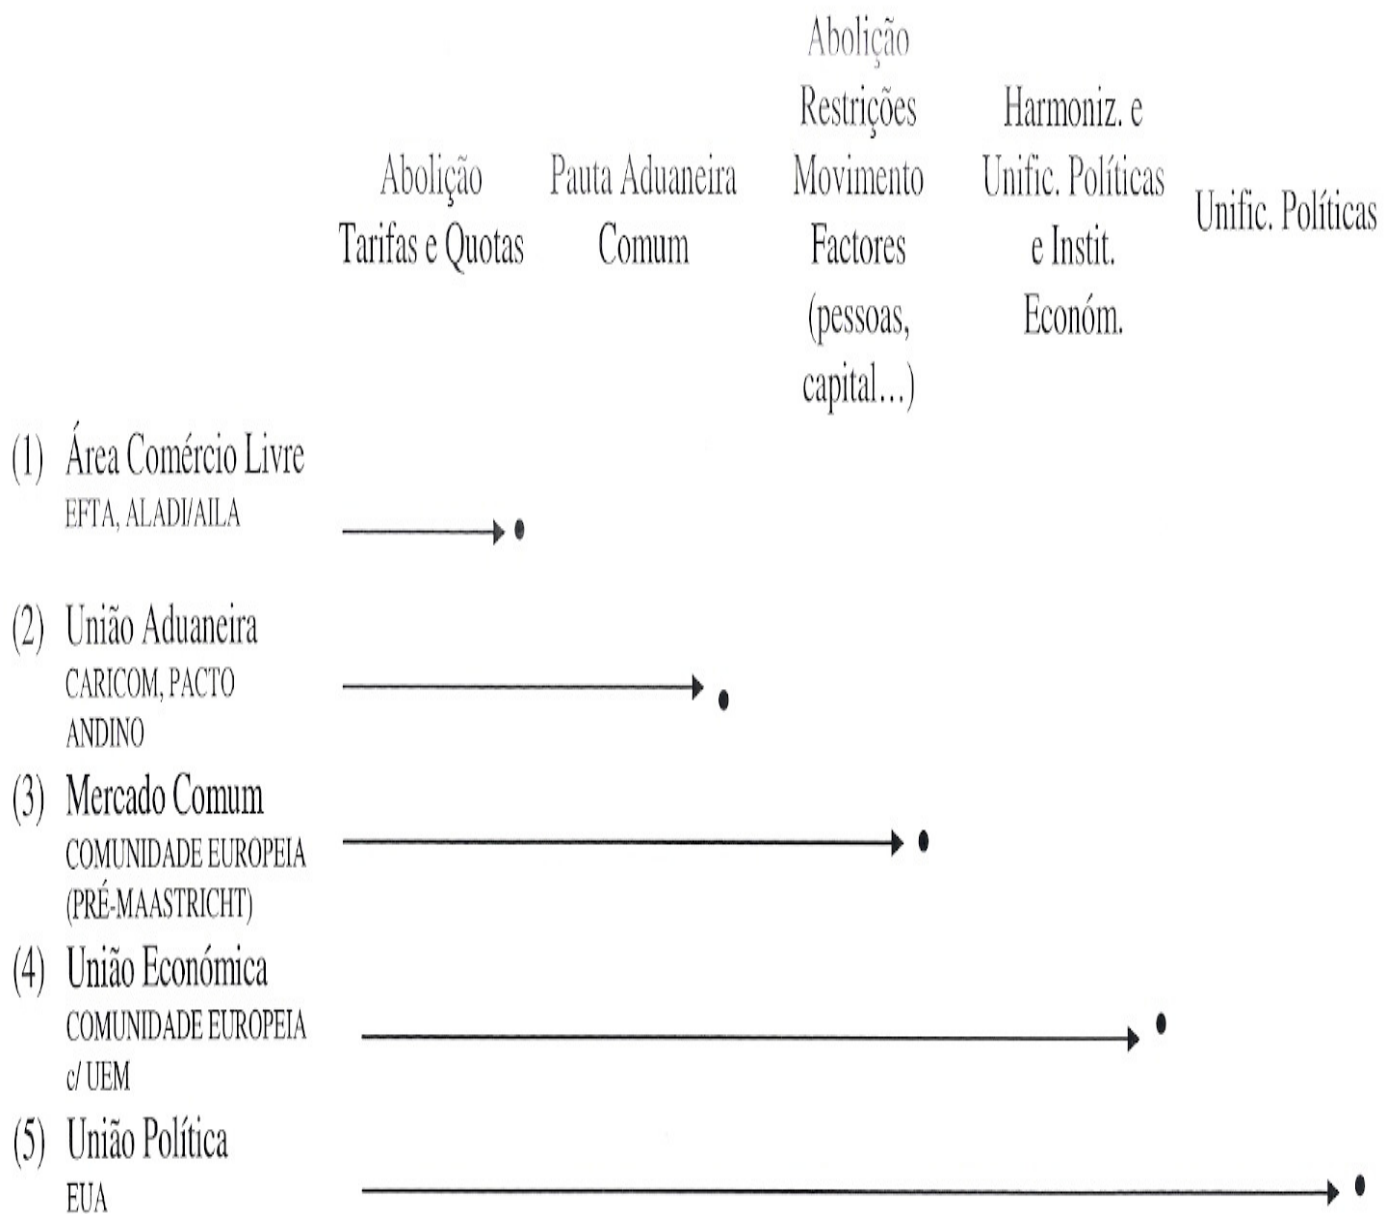 Abolição
Tarifas e Quotas
Pauta Aduaneira
Comum
Abolição
Restrições
Movimento
Factores
(pessoas,
capital...)
Harmoniz. e
Unific. Políticas
e Instit.
Económ.
Unific. Políticas
(1) Área Comércio Livre
EFTA, ALADI/AILA
(2) União Aduaneira
CARICOM, PACTO
ANDINO
(3) Mercado Comum
COMUNIDADE EUROPEIA
(PRÉ-MAASTRICHT)
(4) União Económica
COMUNIDADE EUROPEIA
c/ UEM
(5) União Política
EUA